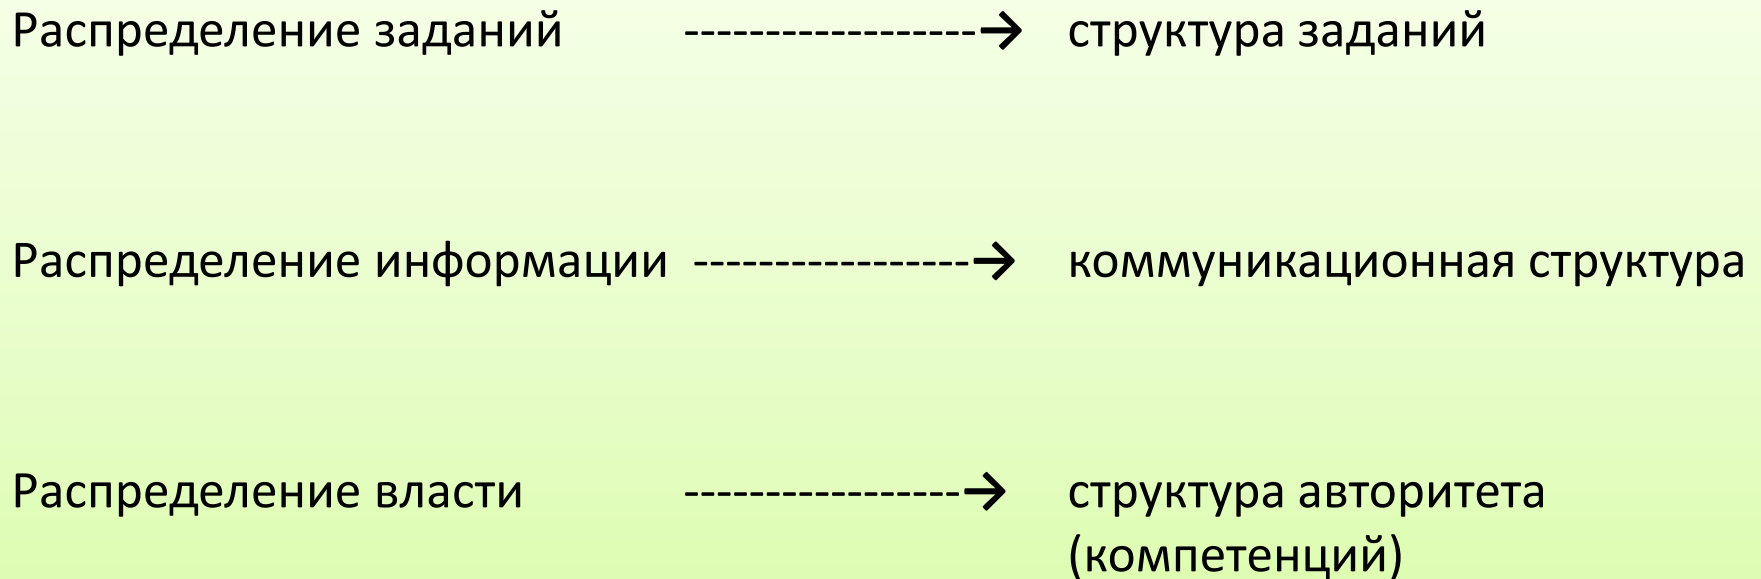 Распределение заданий ------------------→ структура заданий
Распределение информации -----------------→ коммуникационная структура
Распределение власти -----------------→ структура авторитета
(компетенций)